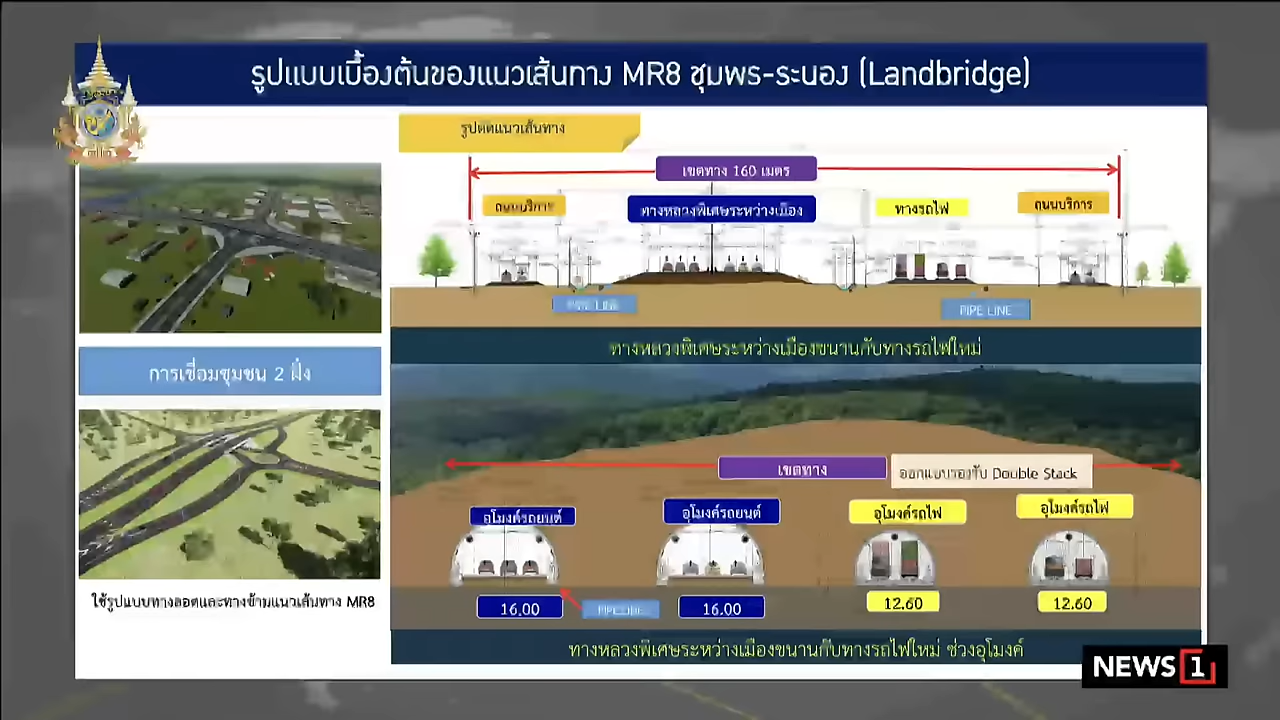 รูปแบบเบื้องต้นของแนวเส้นทาง MR8 ชุมพร-ระนอง (Landbridge)
รูปตัดแนวเส้นทาง
เขตทาง 160 เมตร
ถนนบริการ
ทางหลวงพิเศษระหว่างเมือง
ทางรถไฟ
ถนนบริการ
PIPE LINE
PIPE LINE
ทางหลวงพิเศษระหว่างเมืองขนานกับทางรถไฟใหม่
การเชื่อมชุมชน 2 ฝั่ง
เขตทาง
ออกแบบรองรับ Double Stack
อุโมงค์รถยนต์
อุโมงค์รถยนต์
อุโมงค์รถไฟ
อุโมงค์รถไฟ
16.00
PIPELINE
16.00
12.60
12.60
ใช้รูปแบบทางลอดและทางข้ามแนวเส้นทาง MR8
ทางหลวงพิเศษระหว่างเมืองขนานกับทางรถไฟใหม่ ช่วงอุโมงค์
NEWS 1